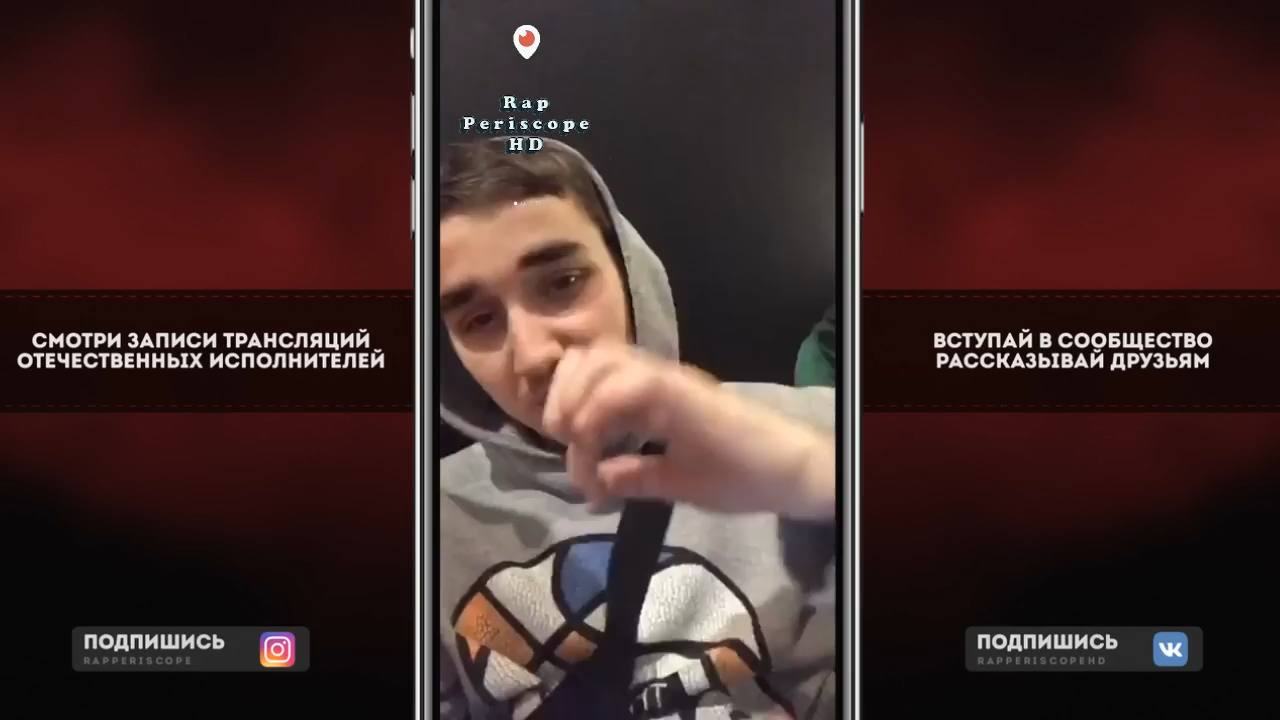 Rap
Periscope
HD
СМОТРИ ЗАПИСИ ТРАНСЛЯЦИЙ
ОТЕЧЕСТВЕННЫХ ИСПОЛНИТЕЛЕЙ
ВСТУПАЙ В СООБЩЕСТВО
РАССКАЗЫВАЙ ДРУЗЬЯМ
ПОДПИШИСЬ
RAPPERISCOPE
ПОДПИШИСЬ
RAPPERISCOPEHD